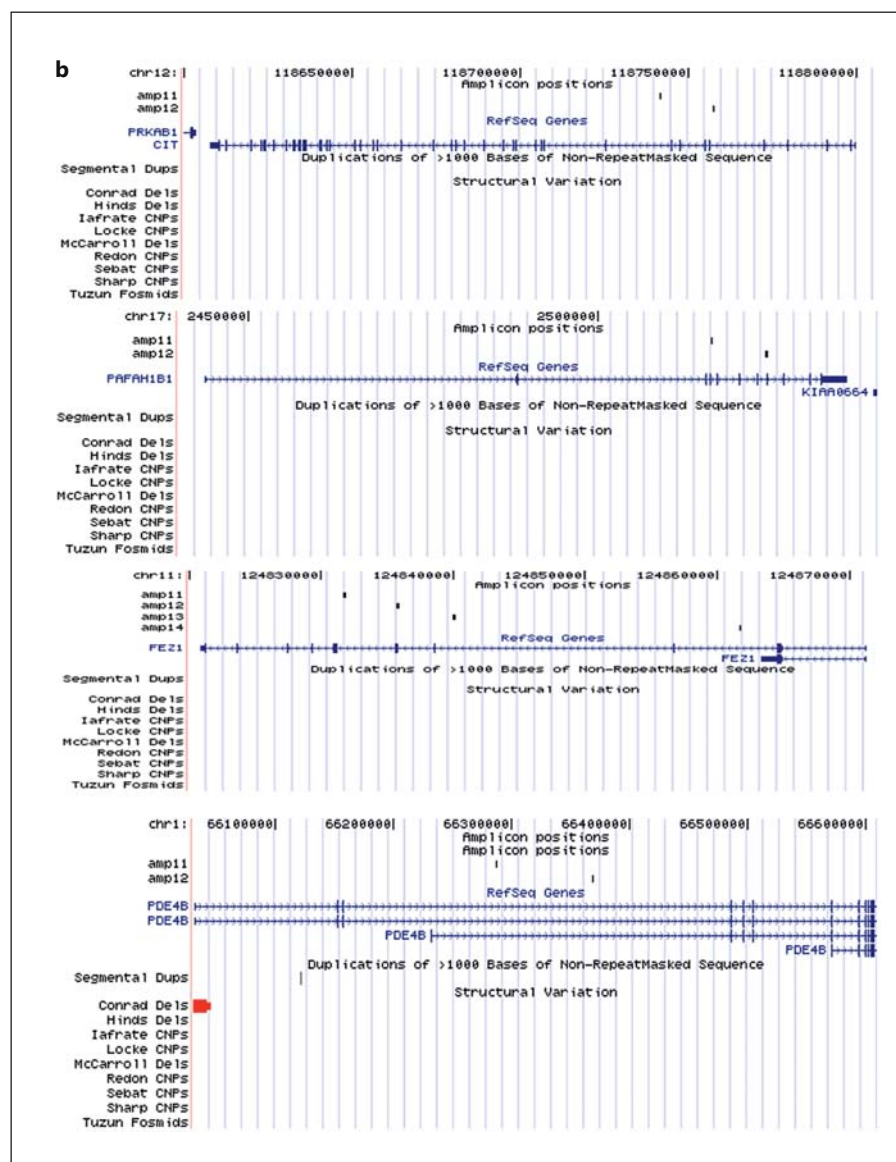 b
chr12: 118650000| 118700000| 118750000| 118800000|
Amplicon positions
amp11
amp12
RefSeq Genes
PRKAB1
CIT
Duplications of >1000 Bases of Non-RepeatMasked Sequence
Segmental Dups
Structural Variation
Conrad Dels
Hinds Dels
Iafrate CNPs
Locke CNPs
McCarroll Dels
Redon CNPs
Sebat CNPs
Sharp CNPs
Tuzun Fosmids
chr17: 2450000| 2500000|
Amplicon positions
amp11
amp12
RefSeq Genes
PAFAH1B1
KIAA0664
Duplications of >1000 Bases of Non-RepeatMasked Sequence
Segmental Dups
Structural Variation
Conrad Dels
Hinds Dels
Iafrate CNPs
Locke CNPs
McCarroll Dels
Redon CNPs
Sebat CNPs
Sharp CNPs
Tuzun Fosmids
chr11: 124830000| 124840000| 124850000| 124860000| 124870000|
Amplicon positions
amp11
amp12
amp13
amp14
RefSeq Genes
FEZ1
FEZ1
Duplications of >1000 Bases of Non-RepeatMasked Sequence
Segmental Dups
Structural Variation
Conrad Dels
Hinds Dels
Iafrate CNPs
Locke CNPs
McCarroll Dels
Redon CNPs
Sebat CNPs
Sharp CNPs
Tuzun Fosmids
chr1: 66100000| 66200000| 66300000| 66400000| 66500000| 66600000|
Amplicon positions
Amplicon positions
amp11
amp12
RefSeq Genes
PDE4B
PDE4B
PDE4B
PDE4B
Duplications of >1000 Bases of Non-RepeatMasked Sequence
Segmental Dups
Structural Variation
Conrad Dels
Hinds Dels
Iafrate CNPs
Locke CNPs
McCarroll Dels
Redon CNPs
Sebat CNPs
Sharp CNPs
Tuzun Fosmids